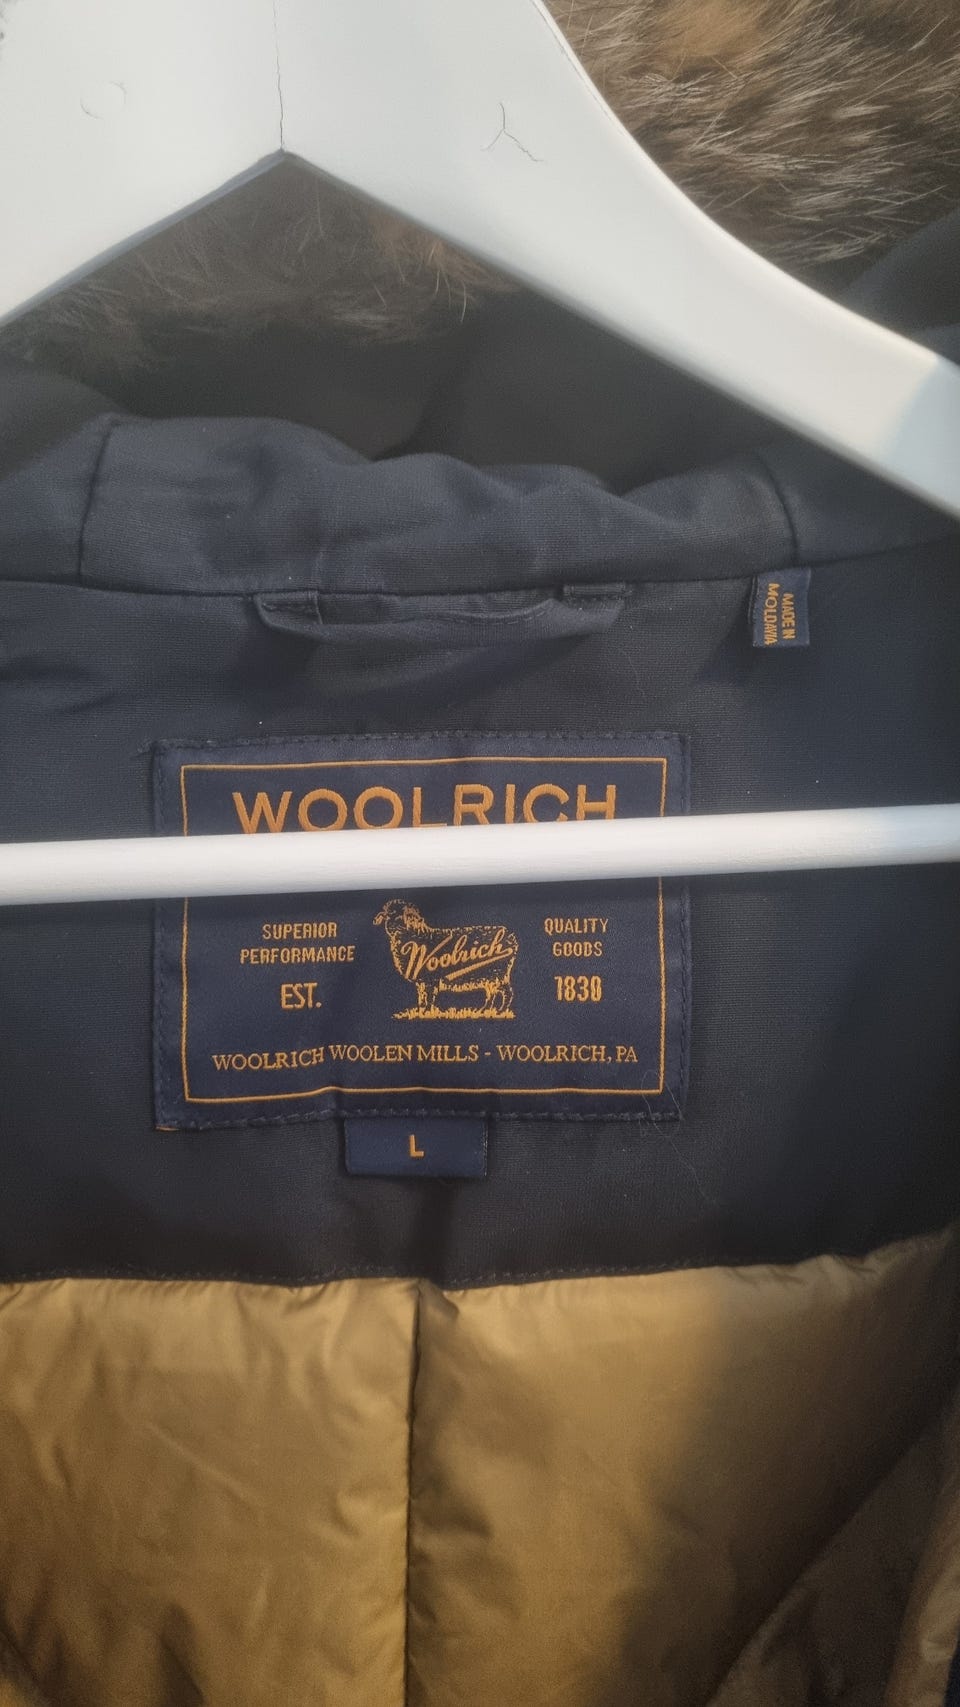 MADE IN
MOLDAVIA
WOOLRICH
SUPERIOR
PERFORMANCE
EST.
Woolrich
QUALITY
GOODS
1830
WOOLRICH WOOLEN MILLS - WOOLRICH, PA
L